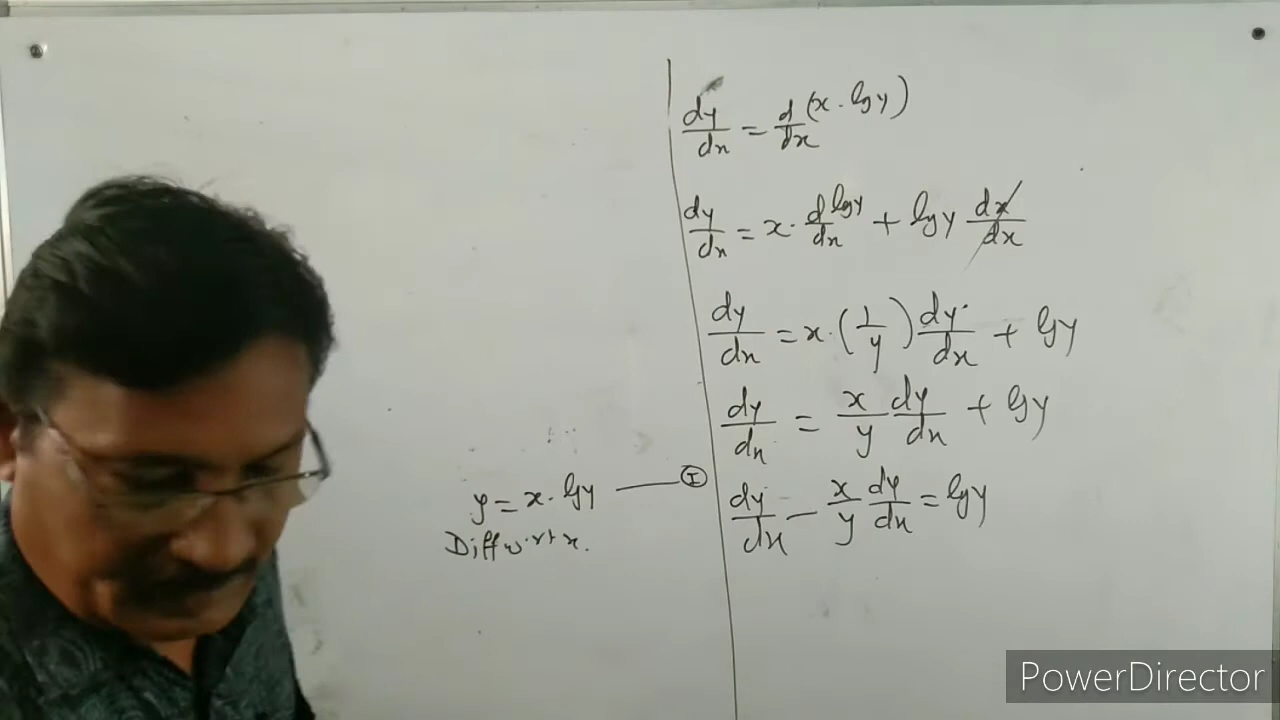 y = x · log y —— Ⓘ
Diff w.r.t x.
dy/dx = d/dx (x · log y)
dy/dx = x · d log y/dx + log y dx/dx
dy/dx = x · (1/y) dy/dx + log y
dy/dx = x/y dy/dx + log y
dy/dx – x/y dy/dx = log y
PowerDirector